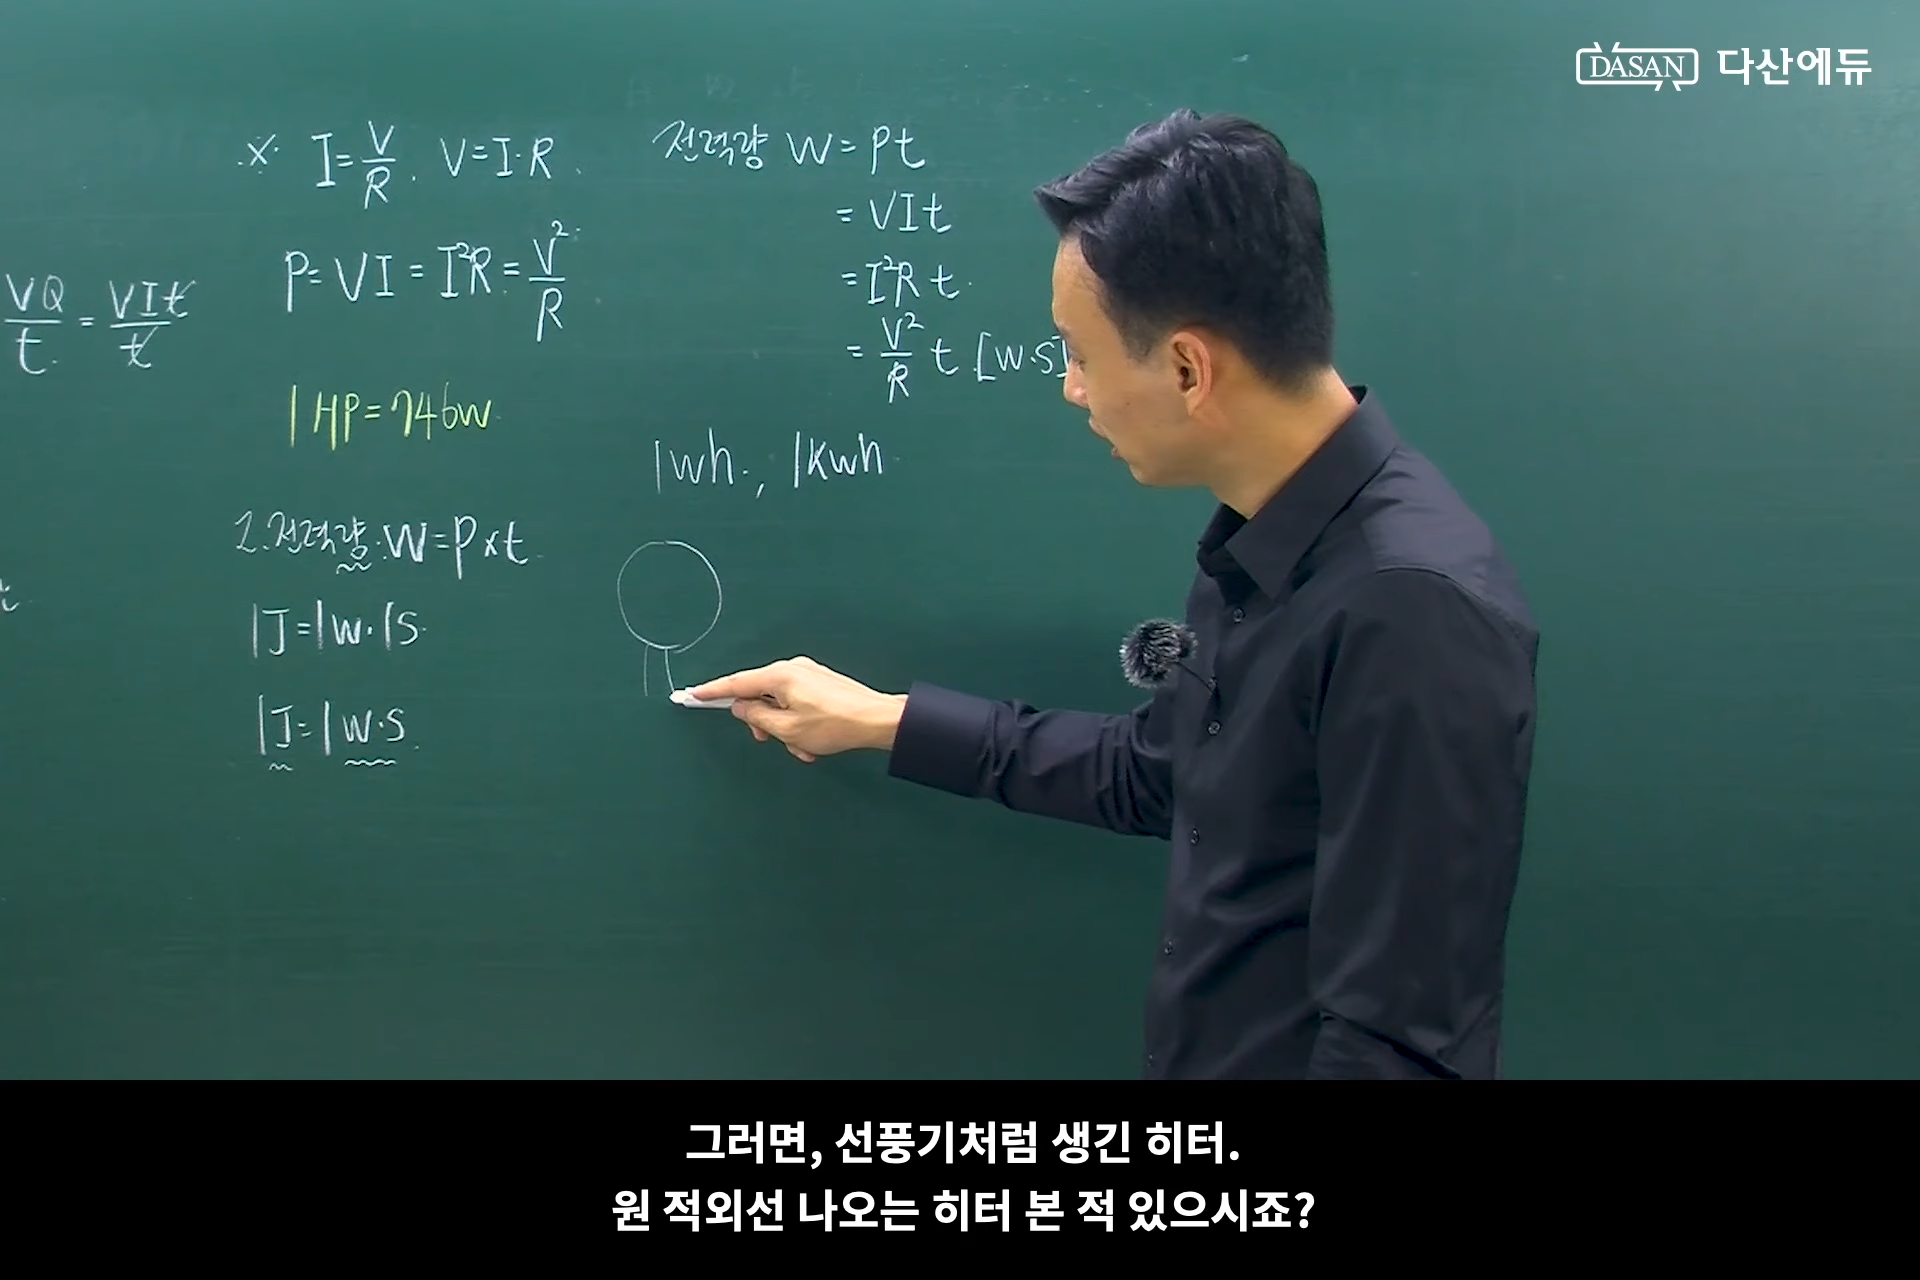 DASAN 다산에듀
※ I = V/R . V = I·R .
P = VI = I²R = V²/R
VQ/t = VIt/t
1HP = 746W
2. 전력량 : W = P×t
1J = 1W·1S
1J = 1W·S
전력량 W = Pt
= VIt
= I²Rt
= V²/R t [W·S]
1Wh , 1kWh
그러면, 선풍기처럼 생긴 히터.
원 적외선 나오는 히터 본 적 있으시죠?